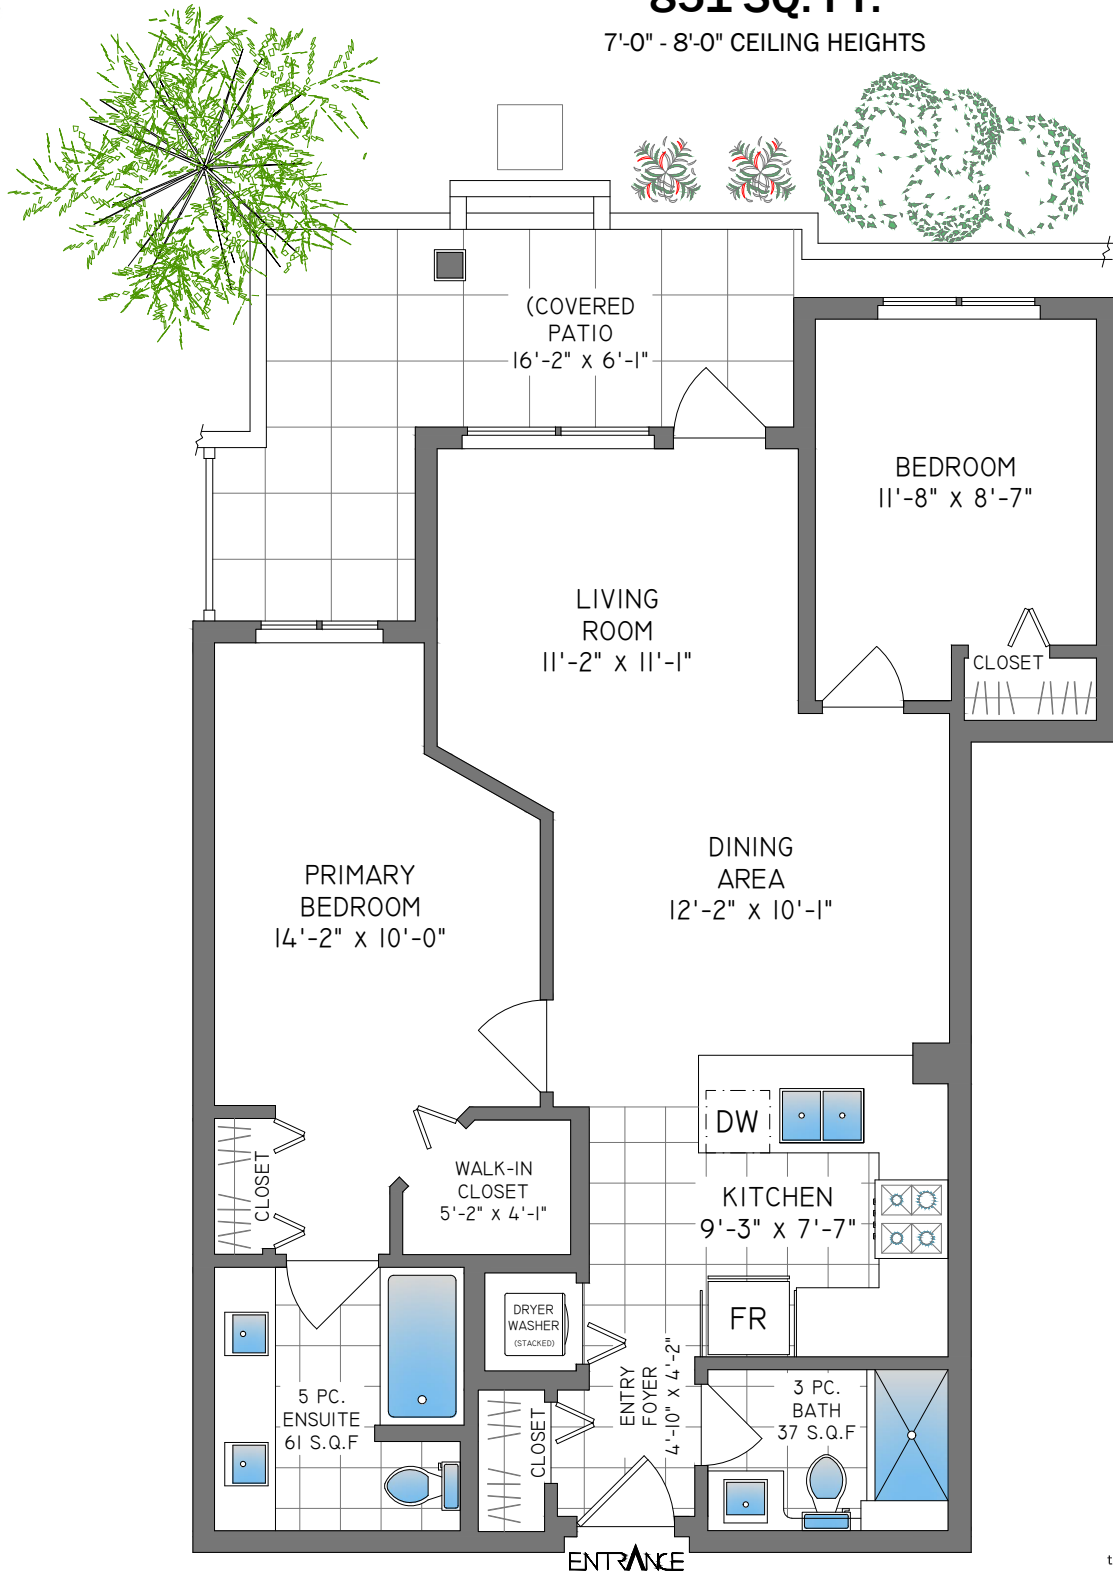 851 SQ. FT.
7'-0" - 8'-0" CEILING HEIGHTS
(COVERED
PATIO
16'-2" X 6'-1"
BEDROOM
11'-8" X 8'-7"
LIVING
ROOM
11'-2" X 11'-1"
CLOSET
DINING
AREA
12'-2" X 10'-1"
PRIMARY
BEDROOM
14'-2" X 10'-0"
DW
CLOSET
WALK-IN
CLOSET
5'-2" X 4'-1"
KITCHEN
9'-3" X 7'-7"
DRYER
WASHER
(STACKED)
FR
ENTRY
FOYER
4'-10" X 4'-2"
5 PC.
ENSUITE
61 S.Q.F
CLOSET
3 PC.
BATH
37 S.Q.F
ENTRANCE